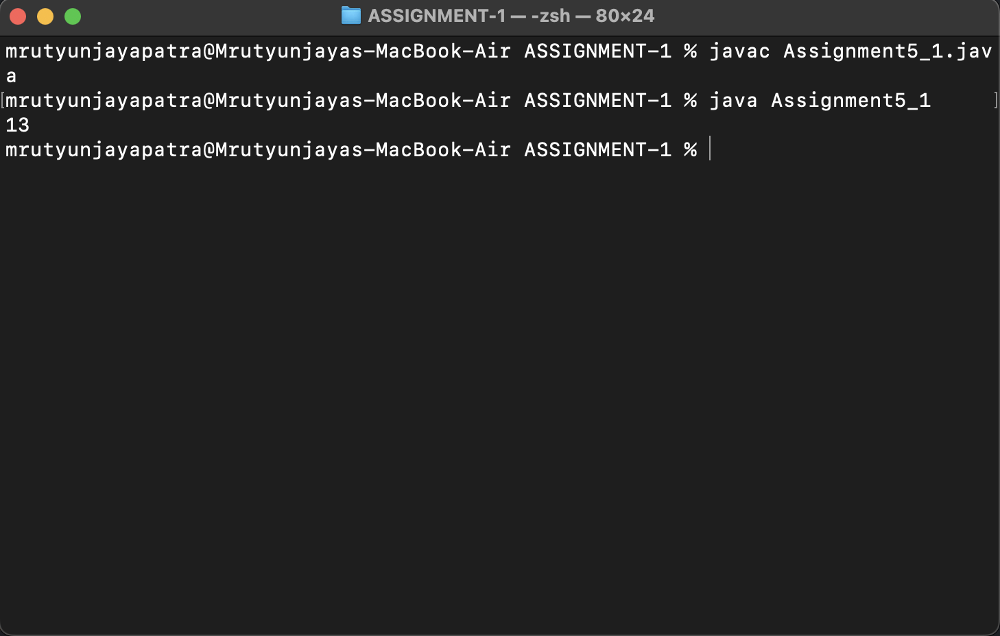 ASSIGNMENT-1 — -zsh — 80×24
mrutyunjayapatra@Mrutyunjayas-MacBook-Air ASSIGNMENT-1 % javac Assignment5_1.jav
a
[mrutyunjayapatra@Mrutyunjayas-MacBook-Air ASSIGNMENT-1 % java Assignment5_1 ]
13
mrutyunjayapatra@Mrutyunjayas-MacBook-Air ASSIGNMENT-1 %